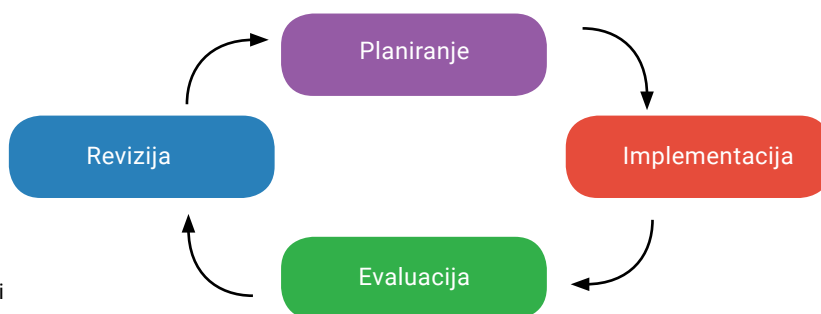 Planiranje
Revizija
Implementacija
Evaluacija
i